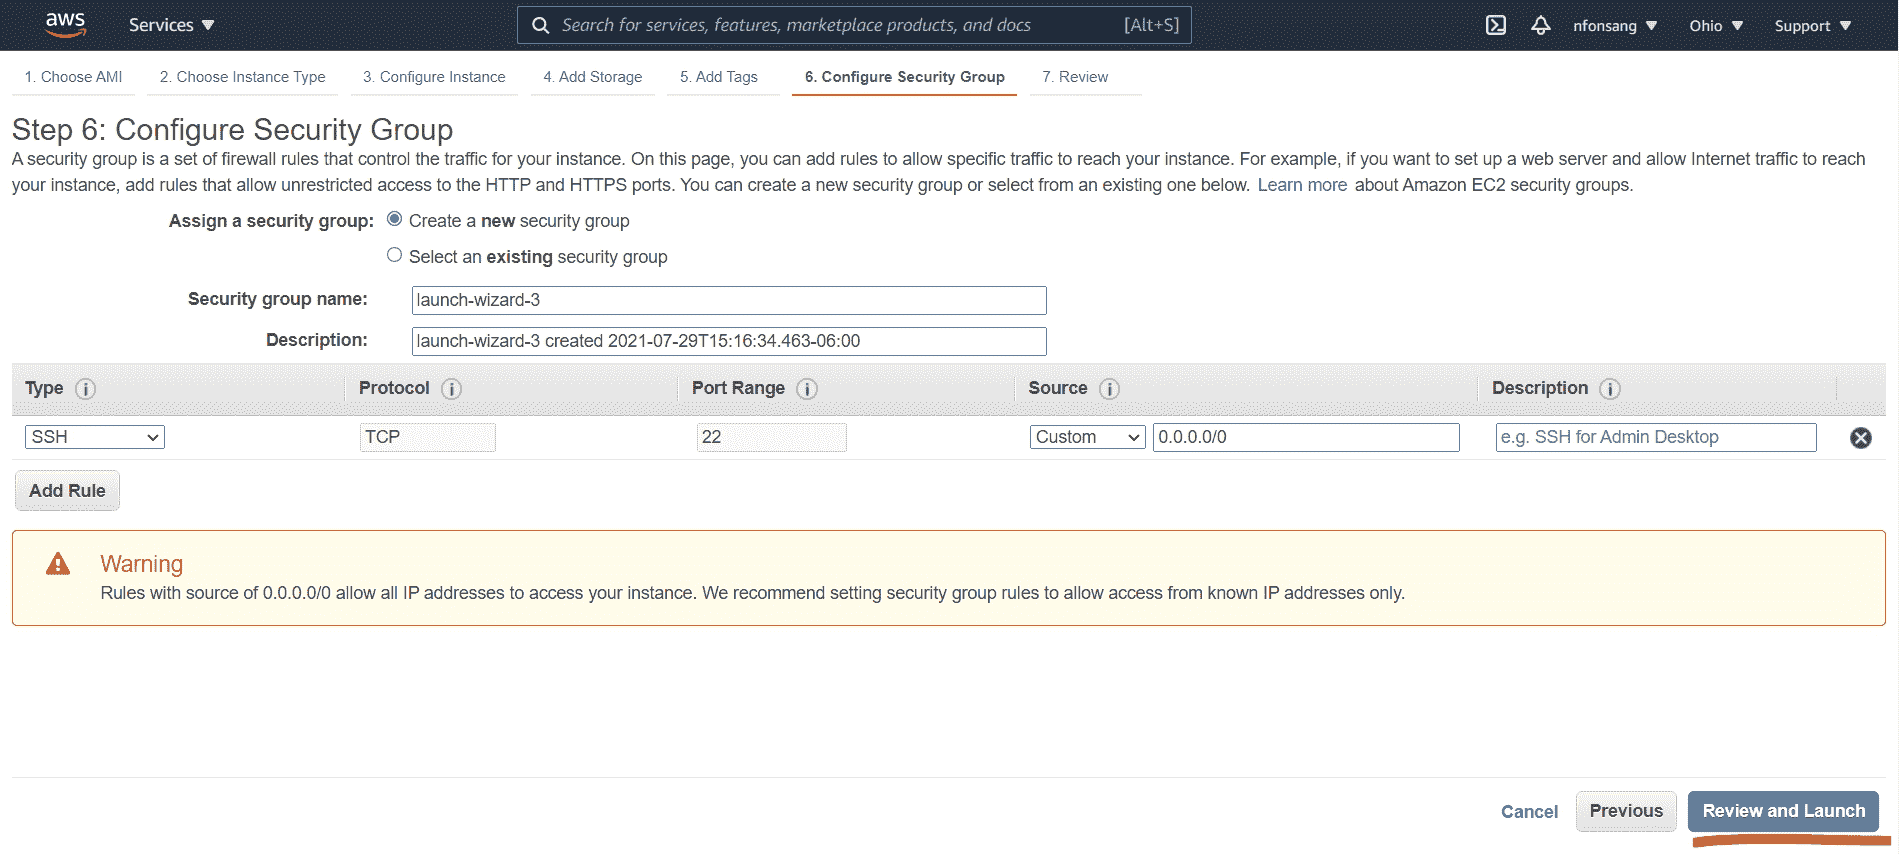 aws Services Search for services, features, marketplace products, and docs [Alt+S] nfonsang Ohio Support
1. Choose AMI 2. Choose Instance Type 3. Configure Instance 4. Add Storage 5. Add Tags 6. Configure Security Group 7. Review
Step 6: Configure Security Group
A security group is a set of firewall rules that control the traffic for your instance. On this page, you can add rules to allow specific traffic to reach your instance. For example, if you want to set up a web server and allow Internet traffic to reach
your instance, add rules that allow unrestricted access to the HTTP and HTTPS ports. You can create a new security group or select from an existing one below. Learn more about Amazon EC2 security groups.
Assign a security group: Create a new security group
Select an existing security group
Security group name: launch-wizard-3
Description: launch-wizard-3 created 2021-07-29T15:16:34.463-06:00
Type i Protocol i Port Range i Source i Description i
SSH TCP 22 Custom 0.0.0.0/0 e.g. SSH for Admin Desktop
Add Rule
Warning
Rules with source of 0.0.0.0/0 allow all IP addresses to access your instance. We recommend setting security group rules to allow access from known IP addresses only.
Cancel Previous Review and Launch